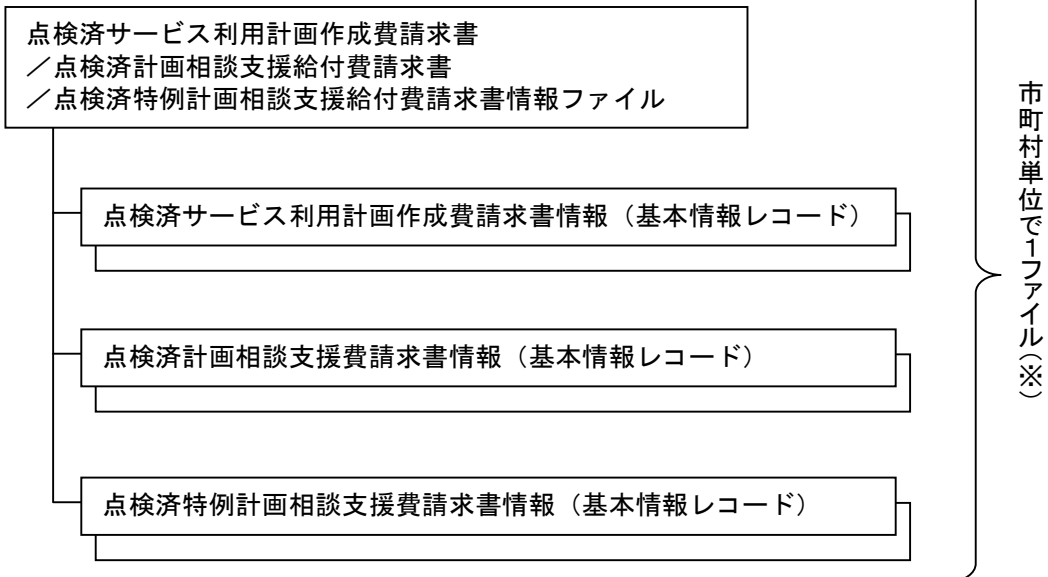 点検済サービス利用計画作成費請求書
／点検済計画相談支援給付費請求書
／点検済特例計画相談支援給付費請求書情報ファイル
点検済サービス利用計画作成費請求書情報（基本情報レコード）
点検済計画相談支援費請求書情報（基本情報レコード）
点検済特例計画相談支援費請求書情報（基本情報レコード）
市町村単位で1ファイル（※）